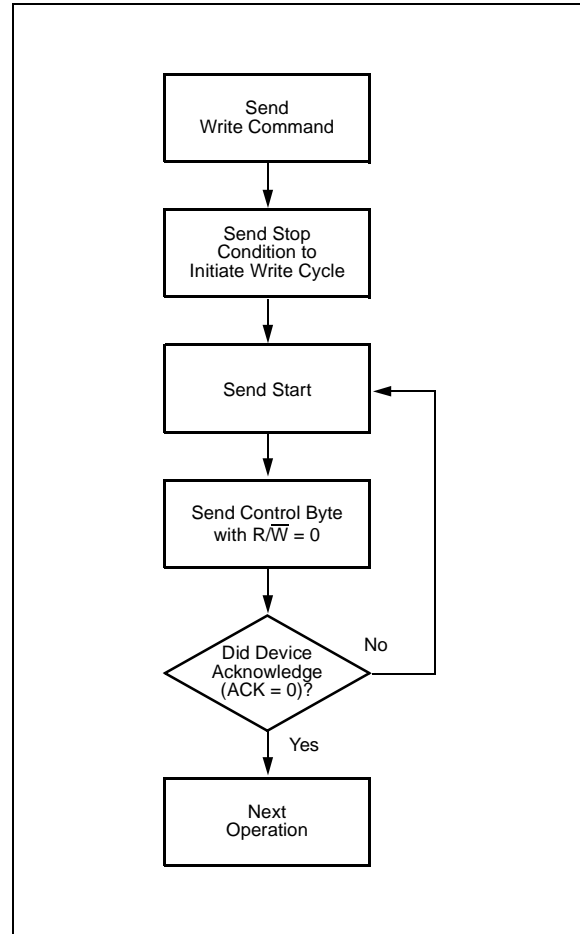 Send
Write Command
Send Stop
Condition to
Initiate Write Cycle
Send Start
Send Control Byte
with R/W̅ = 0
Did Device
Acknowledge
(ACK = 0)?
No
Yes
Next
Operation